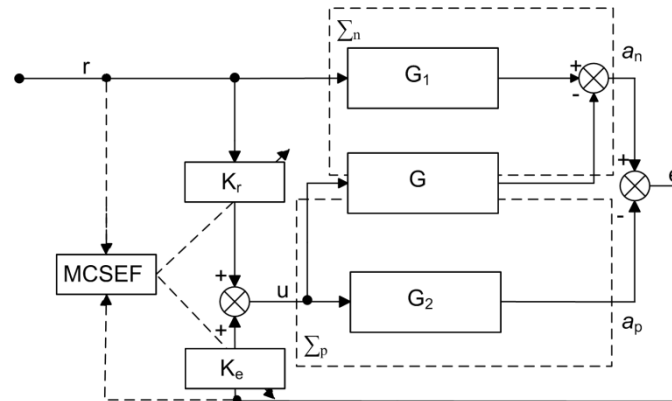 ∑n
r
G1
+
-
an
Kr
G
+
e
-
MCSEF
+
u
G2
+
∑p
ap
Ke